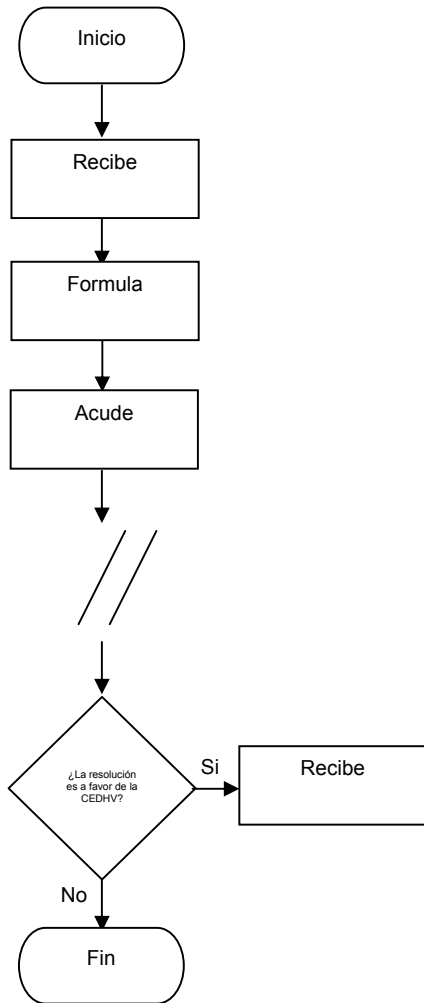 Inicio
Recibe
Formula
Acude
¿La resolución
es a favor de la
CEDHV?
Si
Recibe
No
Fin